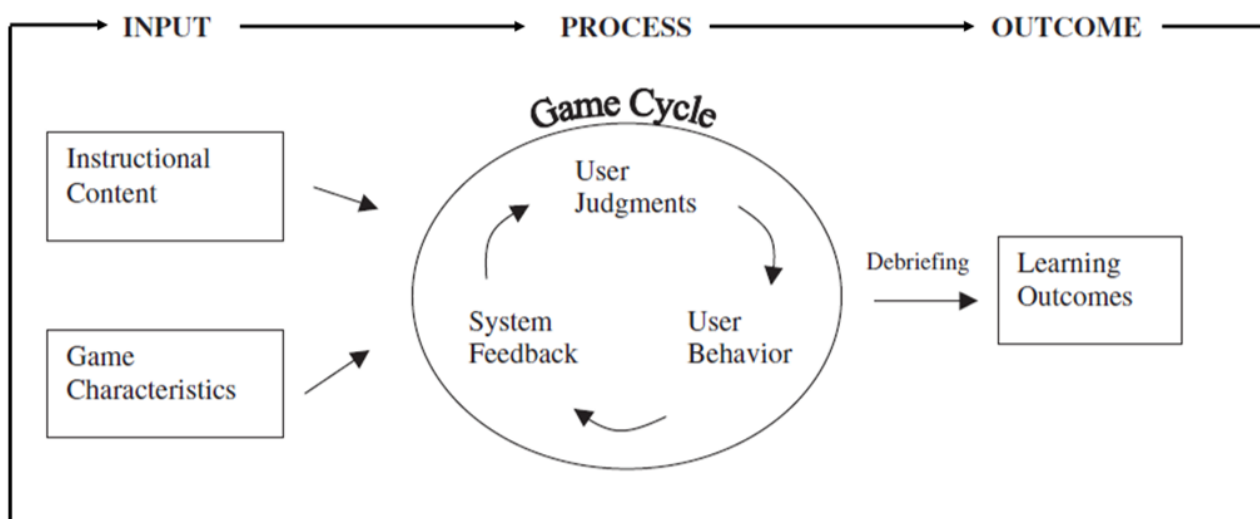 INPUT PROCESS OUTCOME
Game Cycle
Instructional
Content
Game
Characteristics
User
Judgments
User
Behavior
System
Feedback
Debriefing
Learning
Outcomes